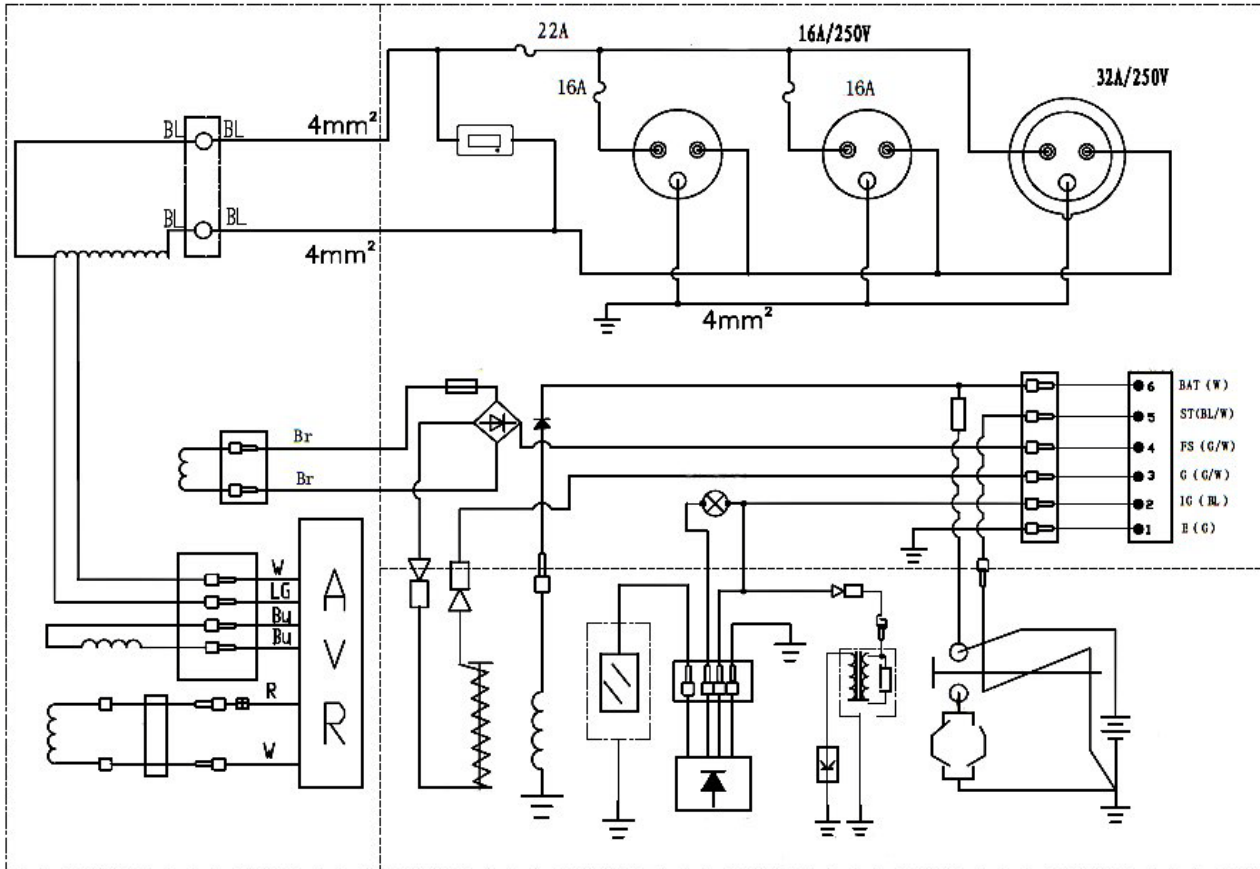 22A
16A/250V
32A/250V
16A
16A
BL
BL
4mm²
BL
BL
4mm²
4mm²
6 BAT (W)
5 ST(BL/W)
4 FS (G/W)
3 G (G/W)
2 IG (BL)
1 E (G)
Br
Br
W
LG
Bu
Bu
R
W
A
V
R